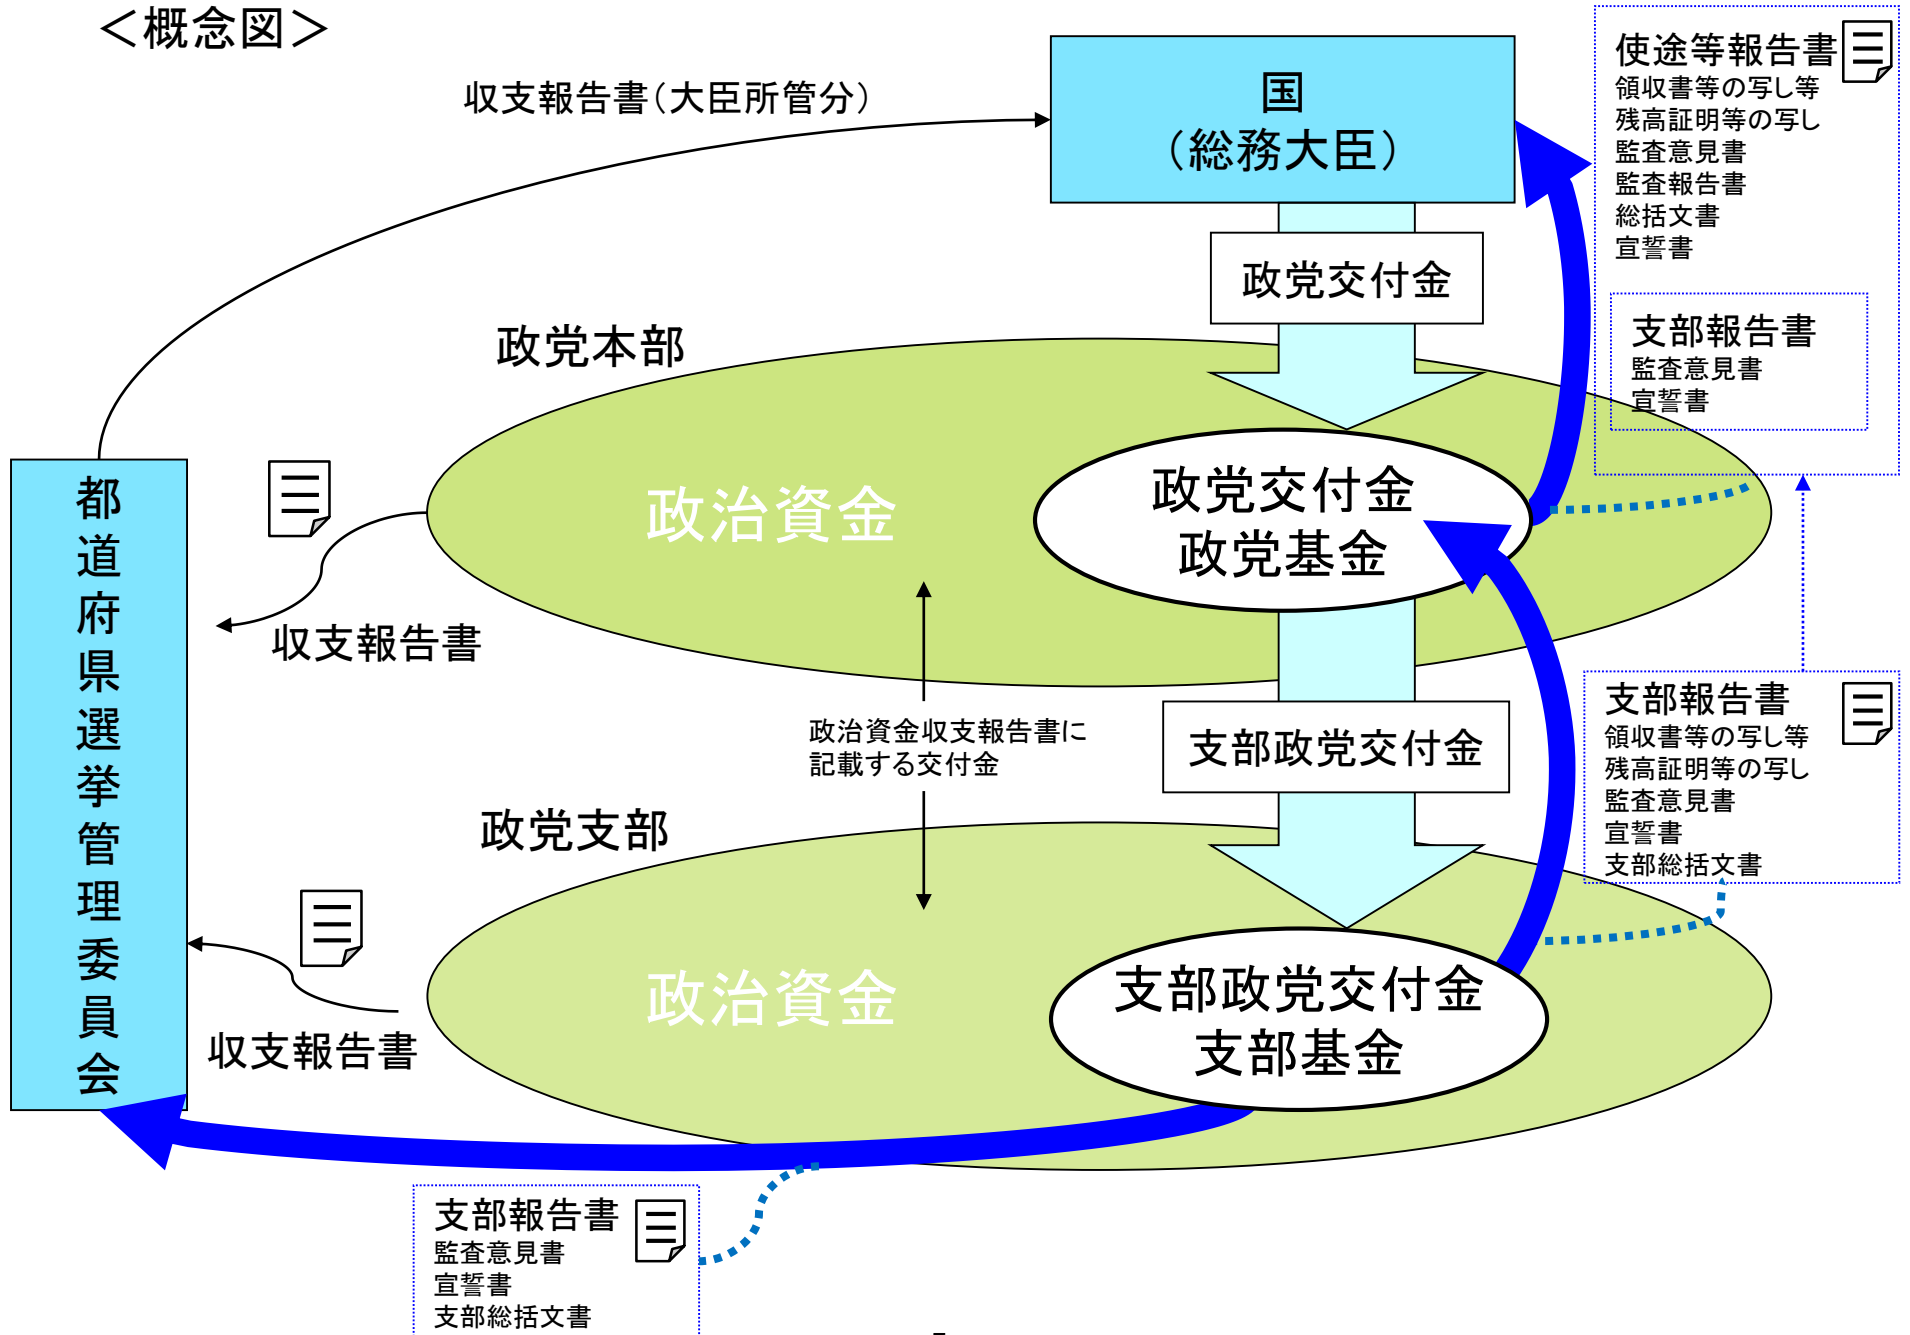 ＜概念図＞
収支報告書（大臣所管分）
国
（総務大臣）
使途等報告書
領収書等の写し等
残高証明等の写し
監査意見書
監査報告書
総括文書
宣誓書
支部報告書
監査意見書
宣誓書
政党交付金
政党本部
政治資金
政党交付金
政党基金
都道府県選挙管理委員会
収支報告書
政治資金収支報告書に
記載する交付金
支部政党交付金
支部報告書
領収書等の写し等
残高証明等の写し
監査意見書
宣誓書
支部総括文書
政党支部
政治資金
支部政党交付金
支部基金
収支報告書
支部報告書
監査意見書
宣誓書
支部総括文書